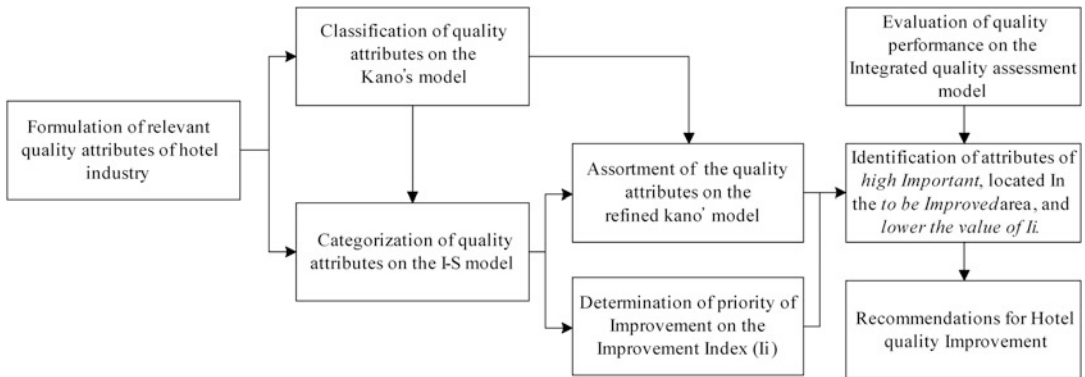 Formulation of relevant
quality attributes of hotel
industry
Classification of quality
attributes on the
Kano's model
Categorization of quality
attributes on the I-S model
Assortment of the quality
attributes on the
refined kano' model
Determination of priority of
Improvement on the
Improvement Index (Ii)
Evaluation of quality
performance on the
Integrated quality assessment
model
Identification of attributes of
high Important, located In
the to be Improved area, and
lower the value of Ii.
Recommendations for Hotel
quality Improvement